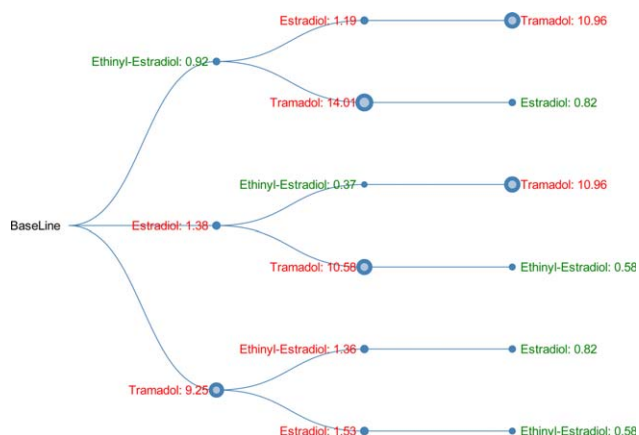 Estradiol: 1.19
Tramadol: 10.96
Ethinyl-Estradiol: 0.92
Tramadol: 14.01
Estradiol: 0.82
Ethinyl-Estradiol: 0.37
Tramadol: 10.96
BaseLine
Estradiol: 1.38
Tramadol: 10.58
Ethinyl-Estradiol: 0.58
Ethinyl-Estradiol: 1.36
Estradiol: 0.82
Tramadol: 9.25
Estradiol: 1.53
Ethinyl-Estradiol: 0.58